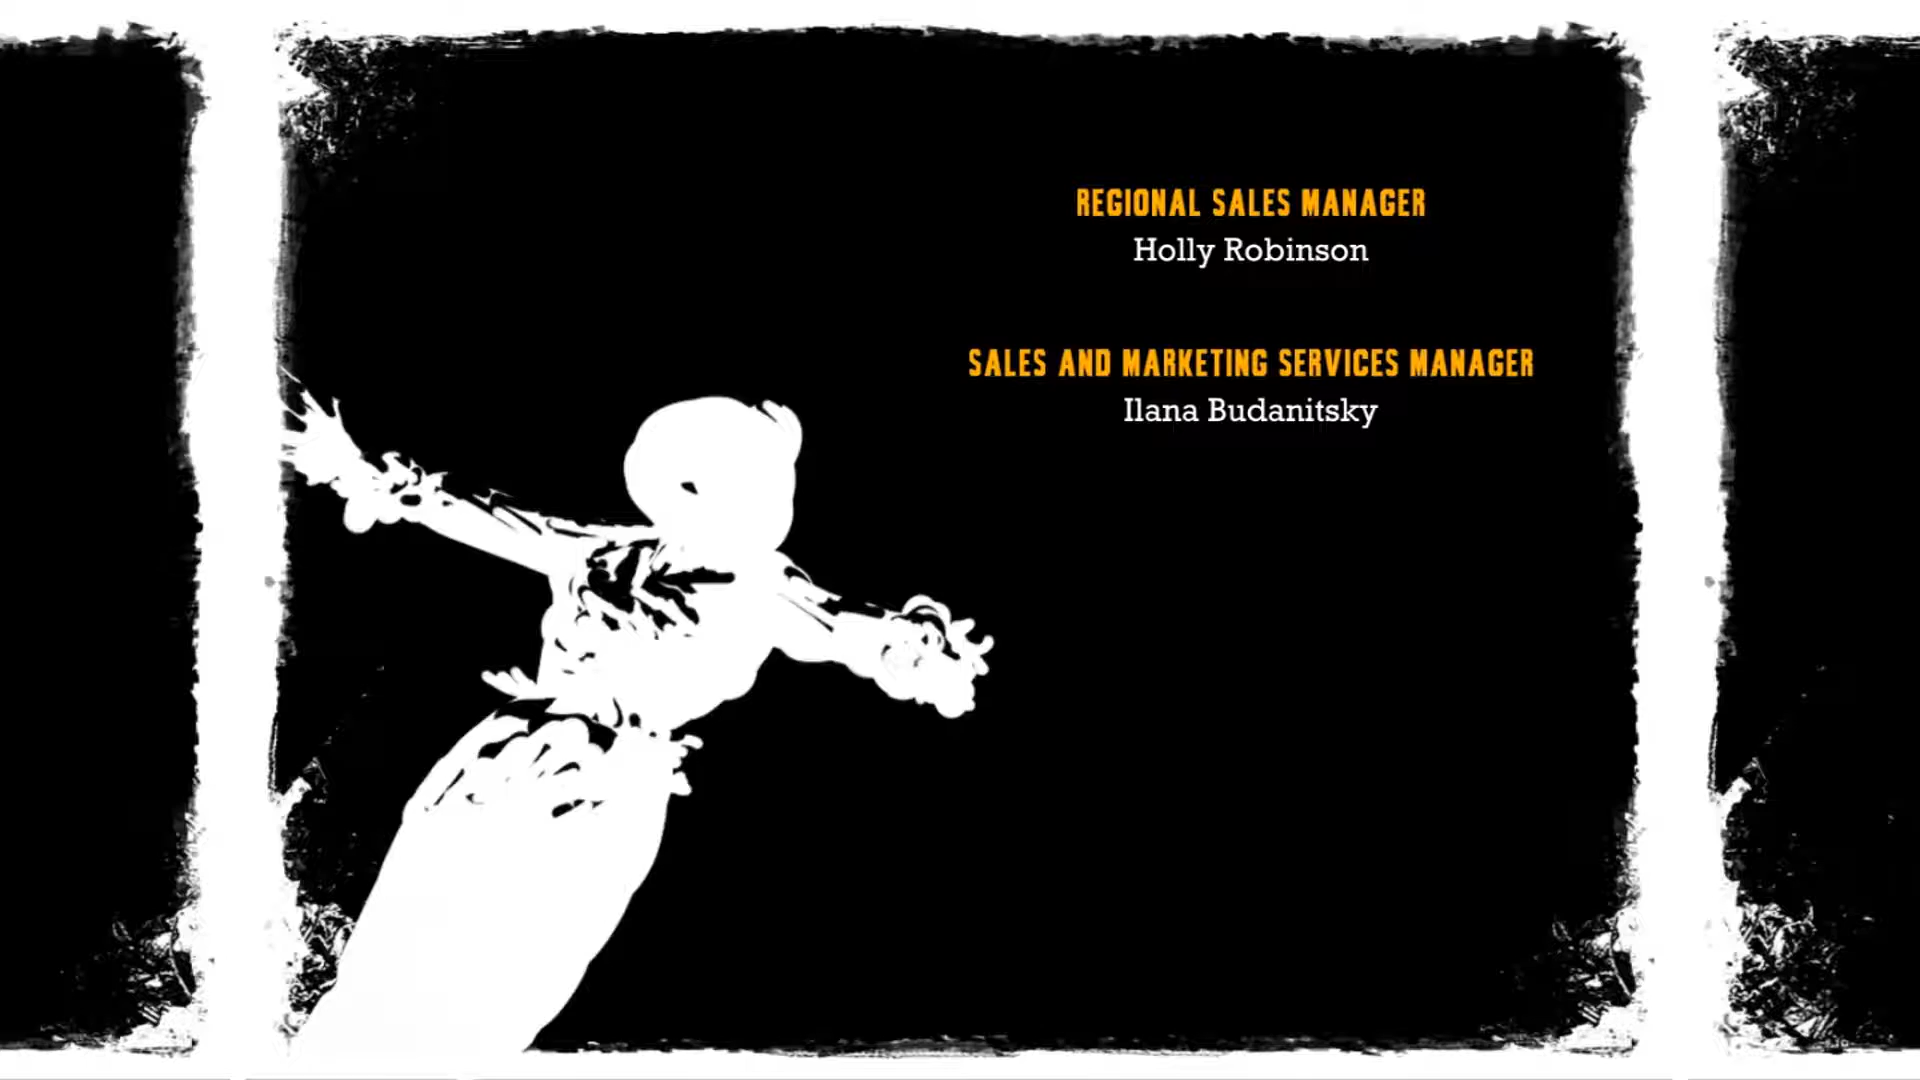 REGIONAL SALES MANAGER
Holly Robinson
SALES AND MARKETING SERVICES MANAGER
Ilana Budanitsky